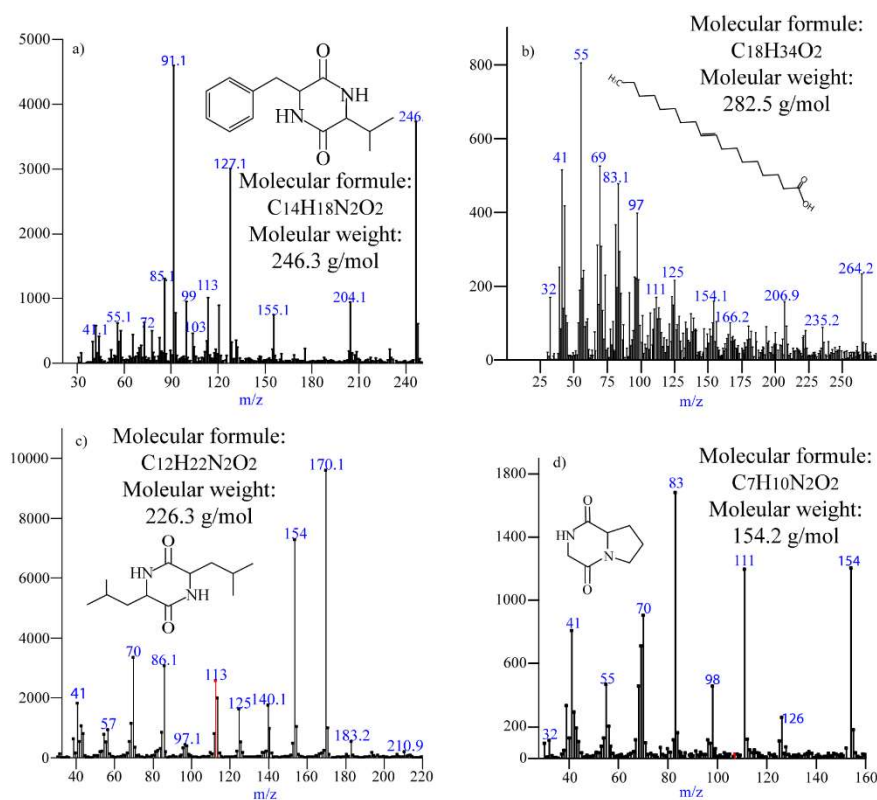 a)
5000
4000
3000
2000
1000
0
91.1
127.1
246.
85.1
99
113
155.1
204.1
41.1
55.1
72
103
O
NH
HN
O
Molecular formule:
C14H18N2O2
Moleular weight:
246.3 g/mol
30 60 90 120 150 180 210 240
m/z
b)
800
600
400
200
0
55
41
69
83.1
97
32
111
125
154.1
166.2
206.9
235.2
264.2
H3C
O
OH
Molecular formule:
C18H34O2
Moleular weight:
282.5 g/mol
25 50 75 100 125 150 175 200 225 250
m/z
c)
10000
8000
6000
4000
2000
0
Molecular formule:
C12H22N2O2
Moleular weight:
226.3 g/mol
O
HN
NH
O
170.1
154
70
86.1
113
41
57
97.1
125
140.1
183.2
210.9
40 60 80 100 120 140 160 180 200 220
m/z
d)
1800
1500
1200
900
600
300
0
Molecular formule:
C7H10N2O2
Moleular weight:
154.2 g/mol
O
HN
N
O
83
111
154
70
41
55
98
126
32
40 60 80 100 120 140 160
m/z